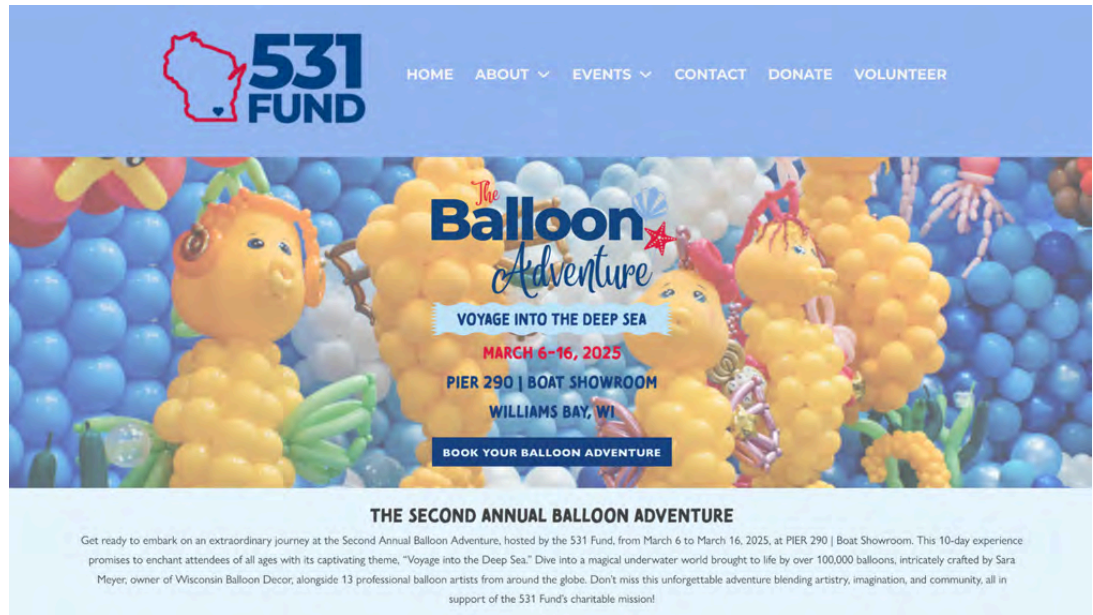 531
FUND
HOME ABOUT EVENTS CONTACT DONATE VOLUNTEER
The
Balloon
Adventure
VOYAGE INTO THE DEEP SEA
MARCH 6-16, 2025
PIER 290 | BOAT SHOWROOM
WILLIAMS BAY, WI
BOOK YOUR BALLOON ADVENTURE
THE SECOND ANNUAL BALLOON ADVENTURE
Get ready to embark on an extraordinary journey at the Second Annual Balloon Adventure, hosted by the 531 Fund, from March 6 to March 16, 2025, at PIER 290 | Boat Showroom. This 10-day experience
promises to enchant attendees of all ages with its captivating theme, "Voyage into the Deep Sea." Dive into a magical underwater world brought to life by over 100,000 balloons, intricately crafted by Sara
Meyer, owner of Wisconsin Balloon Decor, alongside 13 professional balloon artists from around the globe. Don't miss this unforgettable adventure blending artistry, imagination, and community, all in
support of the 531 Fund's charitable mission!